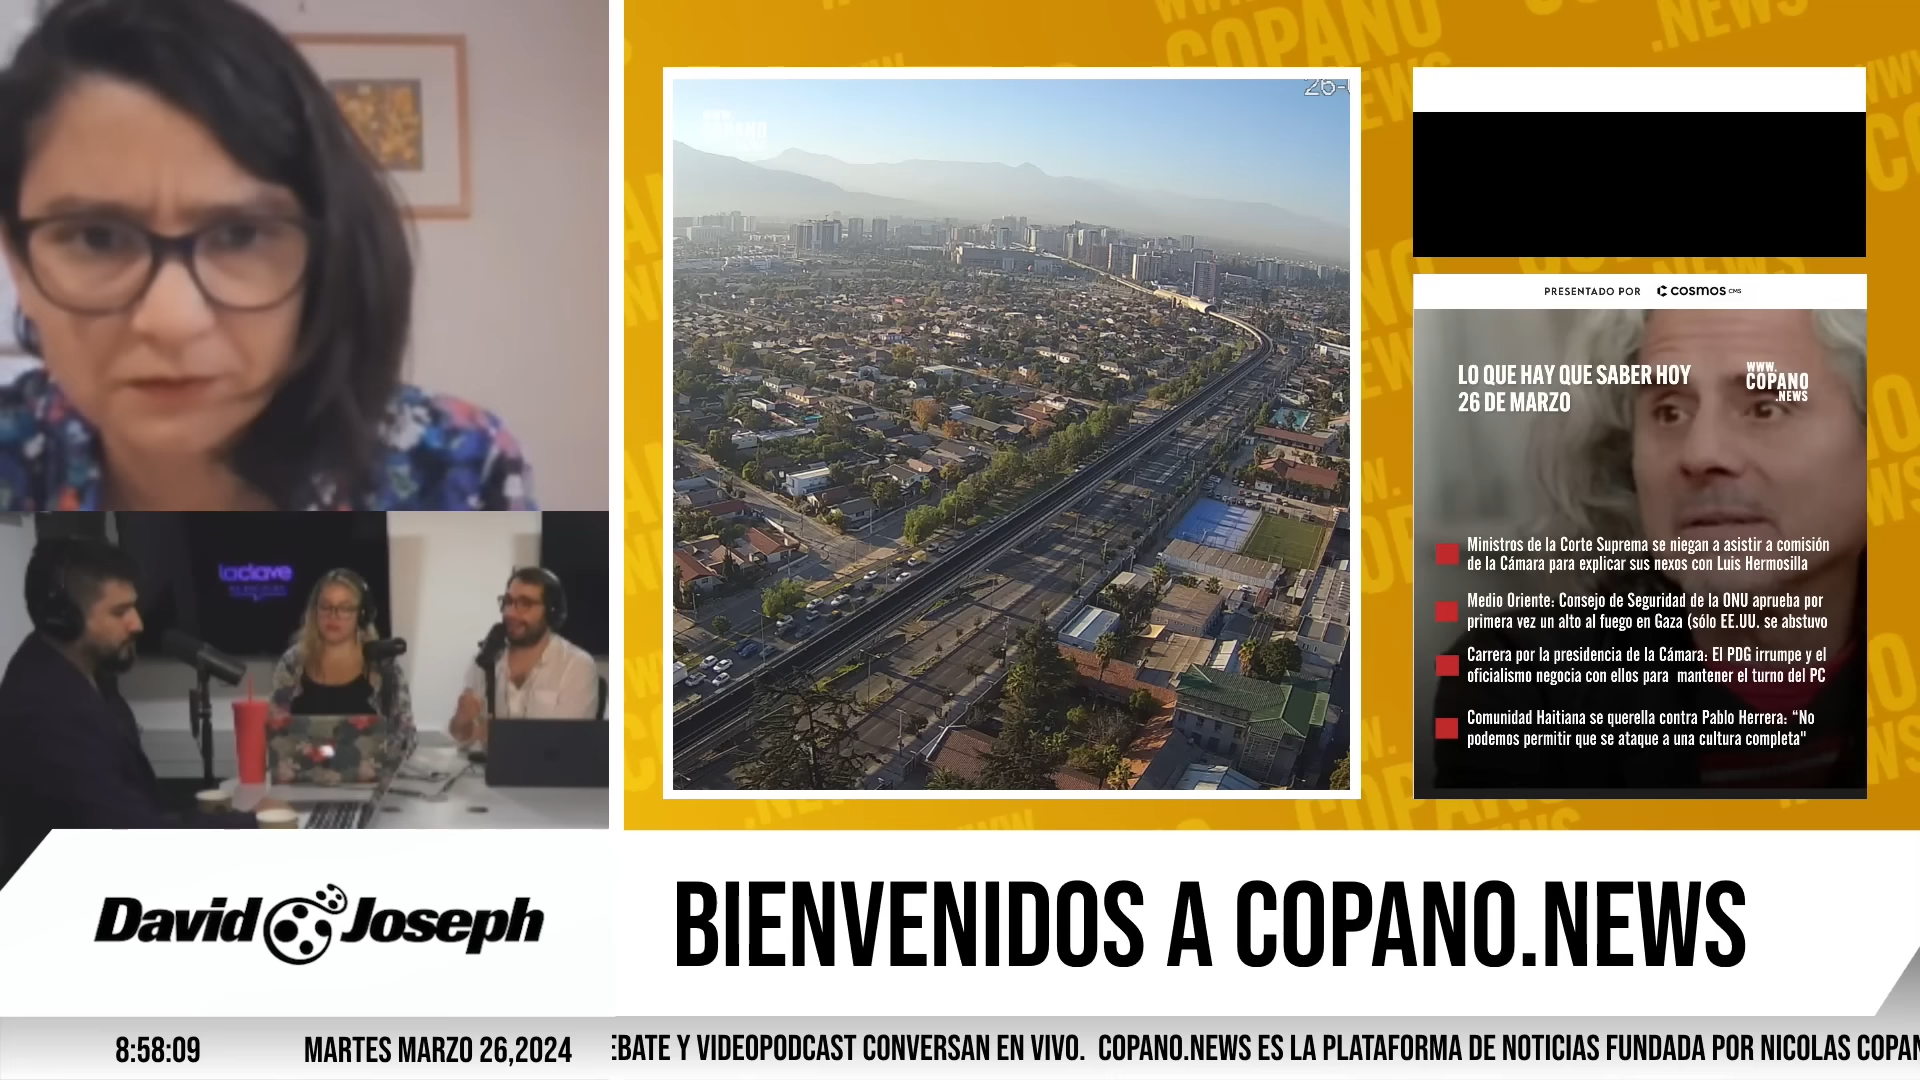 26-
WWW.
COPANO
laclave
PRESENTADO POR COSMOS CMS
LO QUE HAY QUE SABER HOY
26 DE MARZO
WWW.
COPANO
.NEWS
Ministros de la Corte Suprema se niegan a asistir a comisión
de la Cámara para explicar sus nexos con Luis Hermosilla
Medio Oriente: Consejo de Seguridad de la ONU aprueba por
primera vez un alto al fuego en Gaza (sólo EE.UU. se abstuvo
Carrera por la presidencia de la Cámara: El PDG irrumpe y el
oficialismo negocia con ellos para mantener el turno del PC
Comunidad Haitiana se querella contra Pablo Herrera: “No
podemos permitir que se ataque a una cultura completa"
David Joseph
BIENVENIDOS A COPANO.NEWS
8:58:09 MARTES MARZO 26,2024
EBATE Y VIDEOPODCAST CONVERSAN EN VIVO. COPANO.NEWS ES LA PLATAFORMA DE NOTICIAS FUNDADA POR NICOLAS COPAN